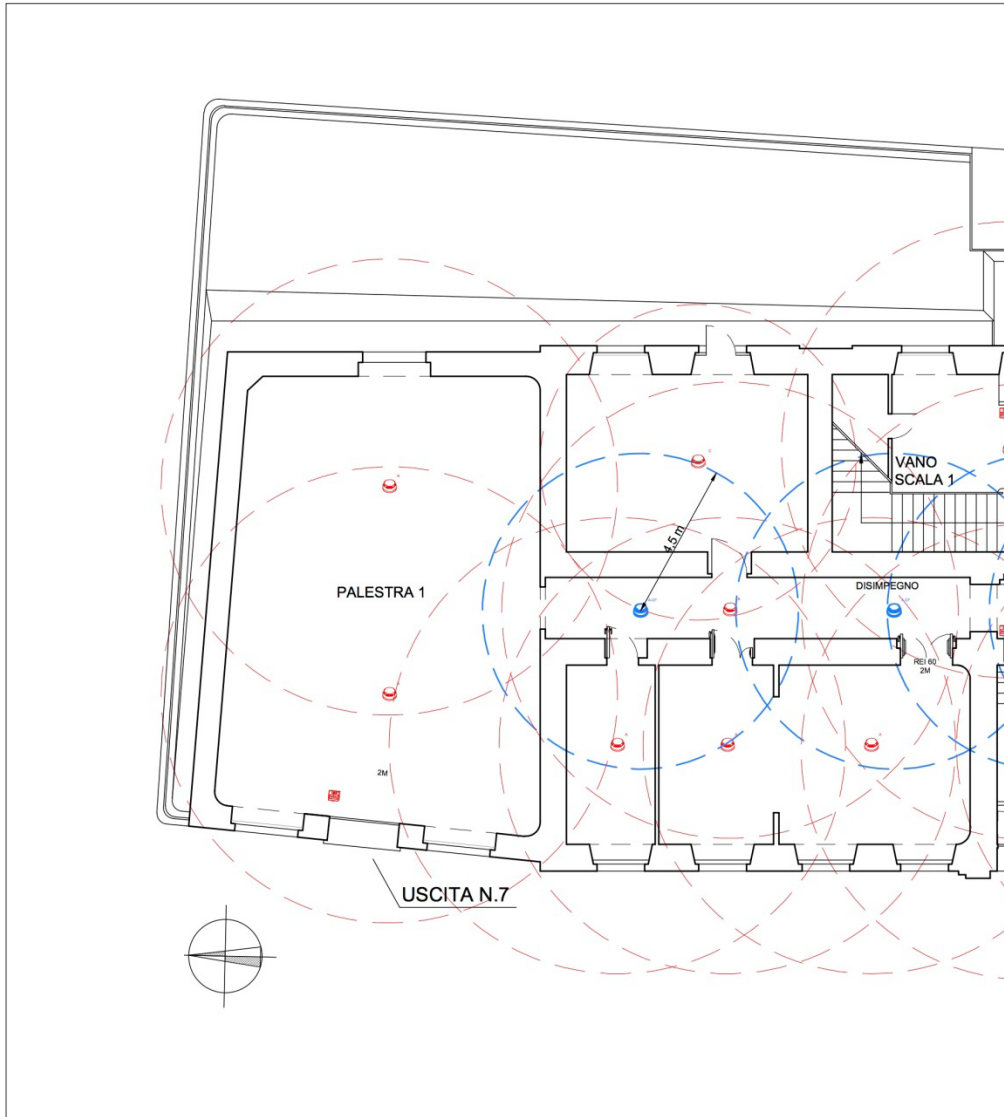 VANO
SCALA 1
4,5 m
PALESTRA 1
DISIMPEGNO
REI 60
2M
2M
USCITA N.7